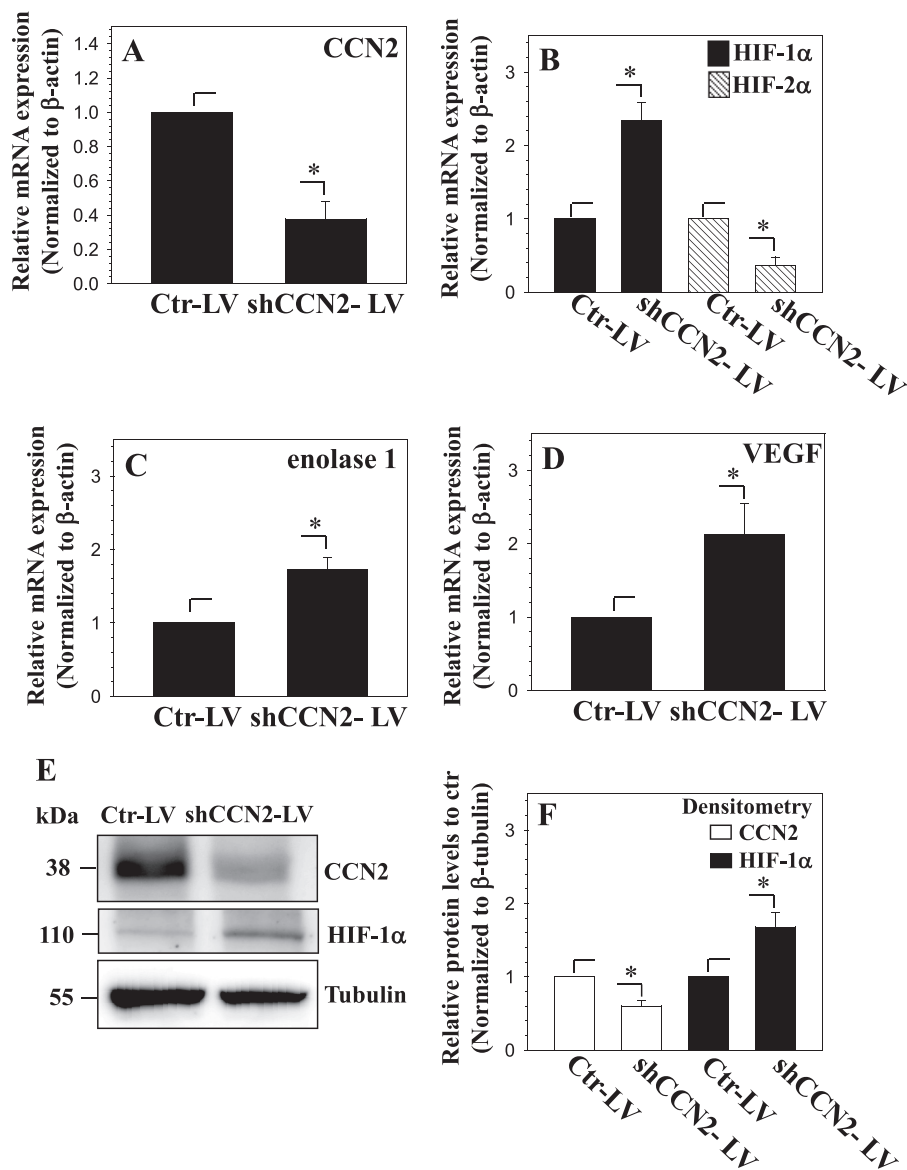 A
CCN2
Relative mRNA expression
(Normalized to β-actin)
1.4
1.2
1.0
0.8
0.6
0.4
0.2
0.0
*
Ctr-LV shCCN2- LV
B
HIF-1α
HIF-2α
Relative mRNA expression
(Normalized to β-actin)
3
2
1
0
*
*
Ctr-LV
shCCN2- LV
Ctr-LV
shCCN2- LV
C
enolase 1
Relative mRNA expression
(Normalized to β-actin)
3
2
1
0
*
Ctr-LV shCCN2- LV
D
VEGF
Relative mRNA expression
(Normalized to β-actin)
3
2
1
0
*
Ctr-LV shCCN2- LV
E
kDa Ctr-LV shCCN2-LV
38 CCN2
110 HIF-1α
55 Tubulin
F
Densitometry
CCN2
HIF-1α
Relative protein levels to ctr
(Normalized to β-tubulin)
3
2
1
0
*
*
Ctr-LV
shCCN2- LV
Ctr-LV
shCCN2- LV